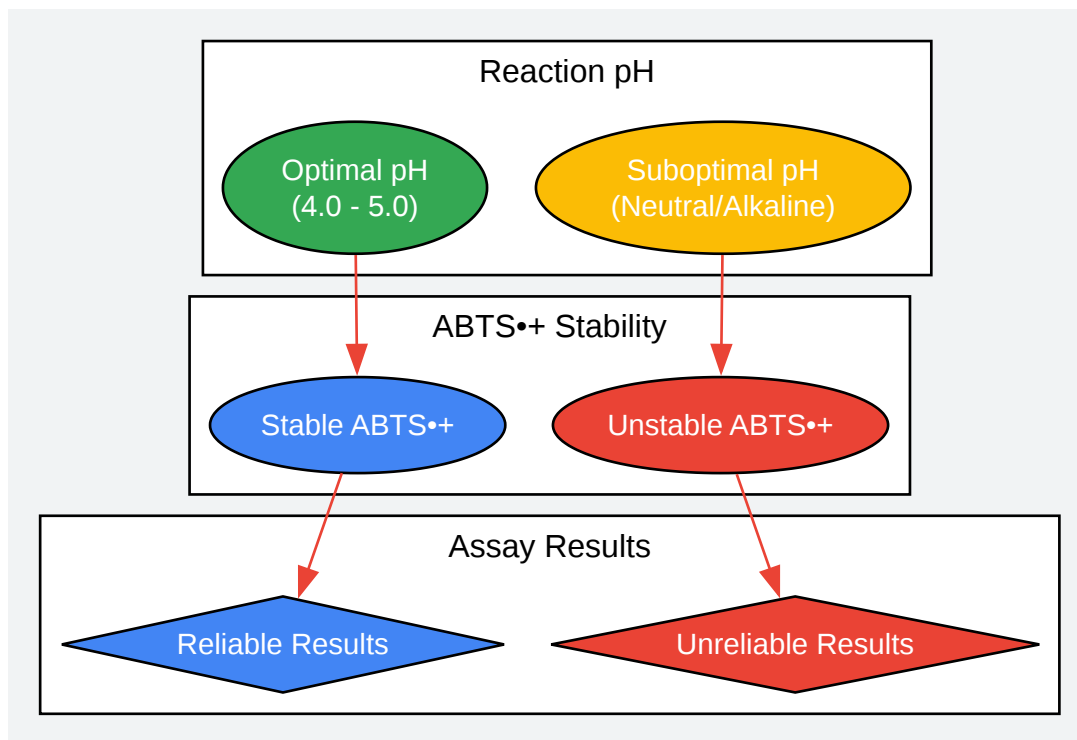 Reaction pH
Optimal pH
(4.0 - 5.0)
Suboptimal pH
(Neutral/Alkaline)
ABTS•+ Stability
Stable ABTS•+
Unstable ABTS•+
Assay Results
Reliable Results
Unreliable Results